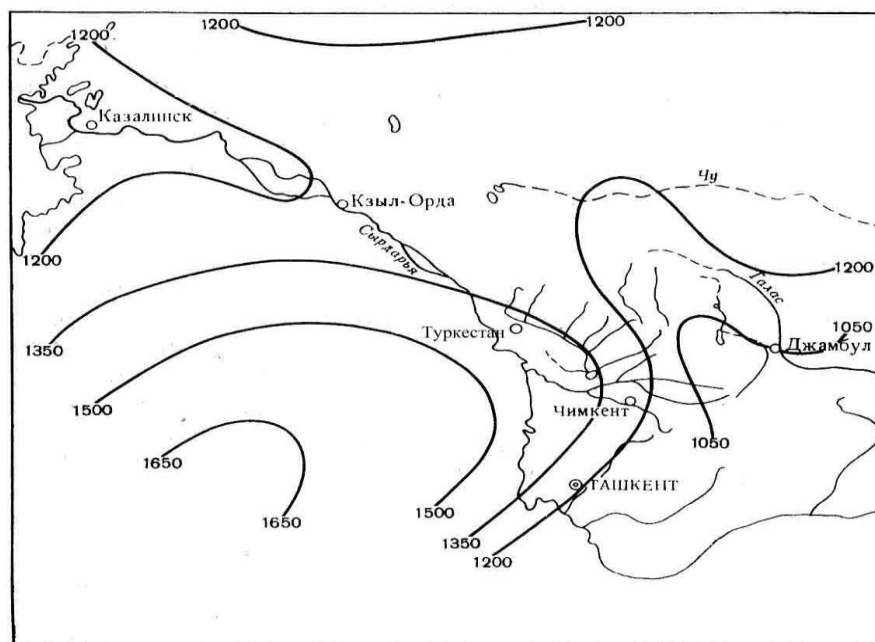 1200
1200
1200
Казалинск
Чу
Кзыл-Орда
Сырдарья
1200
1200
Талас
1350
Туркестан
1050
Джамбул
1500
Чимкент
1050
1650
ТАШКЕНТ
1650
1500
1350
1200